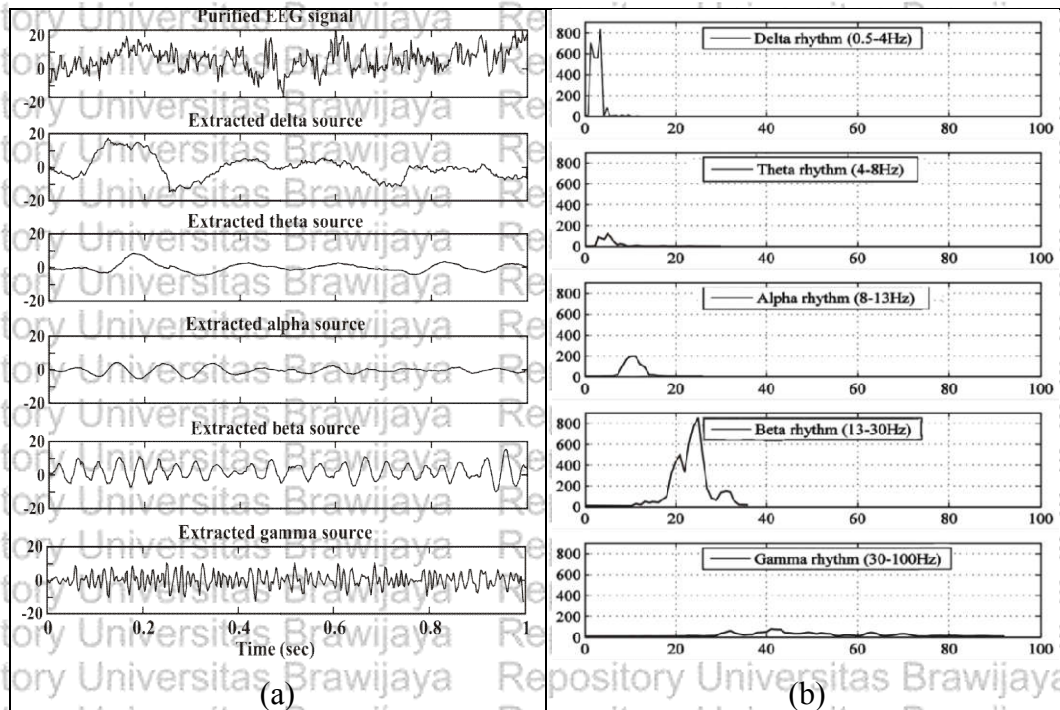 Purified EEG signal
20
0
-20
Extracted delta source
20
0
-20
Extracted theta source
20
0
-20
Extracted alpha source
20
0
-20
Extracted beta source
20
0
-20
Extracted gamma source
20
0
-20
0 0.2 0.4 0.6 0.8 1
Time (sec)
(a)
Delta rhythm (0.5-4Hz)
800
600
400
200
0
0 20 40 60 80 100
Theta rhythm (4-8Hz)
800
600
400
200
0
0 20 40 60 80 100
Alpha rhythm (8-13Hz)
800
600
400
200
0
0 20 40 60 80 100
Beta rhythm (13-30Hz)
800
600
400
200
0
0 20 40 60 80 100
Gamma rhythm (30-100Hz)
800
600
400
200
0
0 20 40 60 80 100
(b)
Repository Universitas Brawijaya